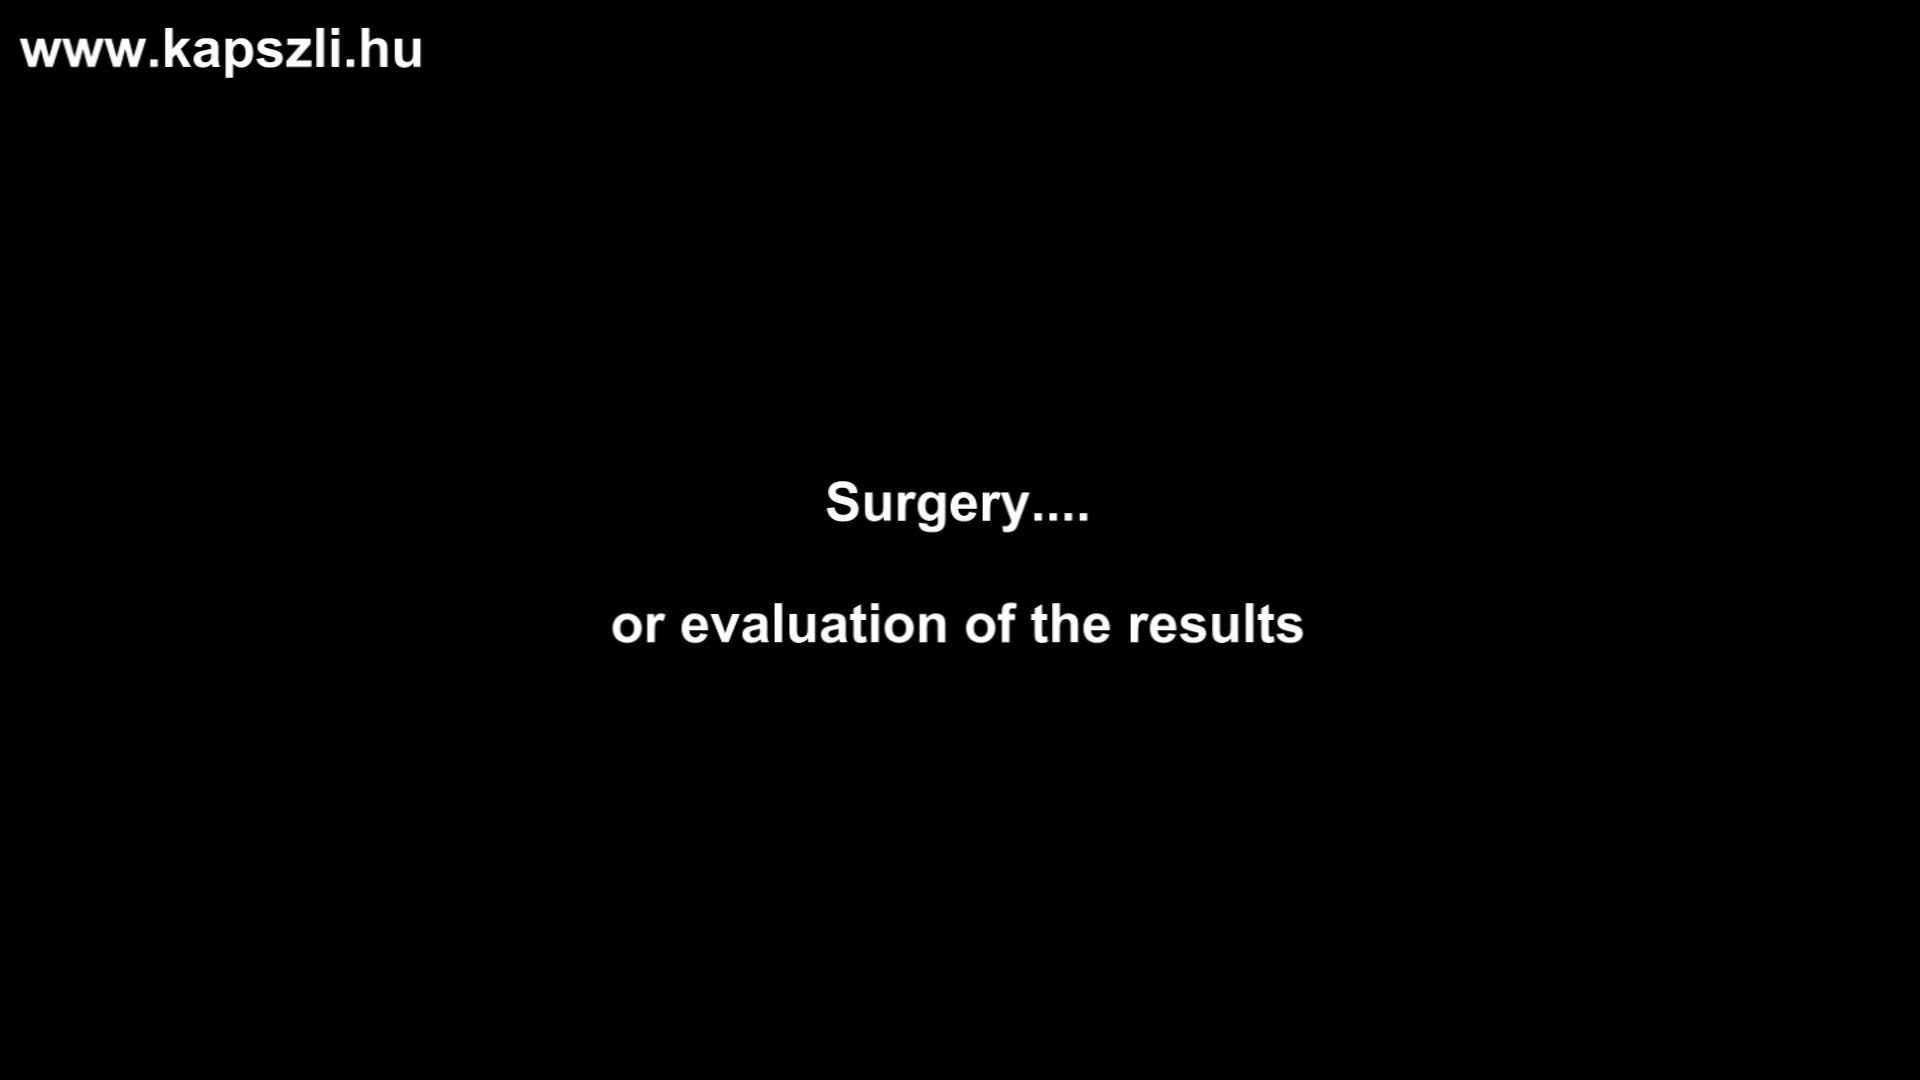 www.kapszli.hu
Surgery....
or evaluation of the results